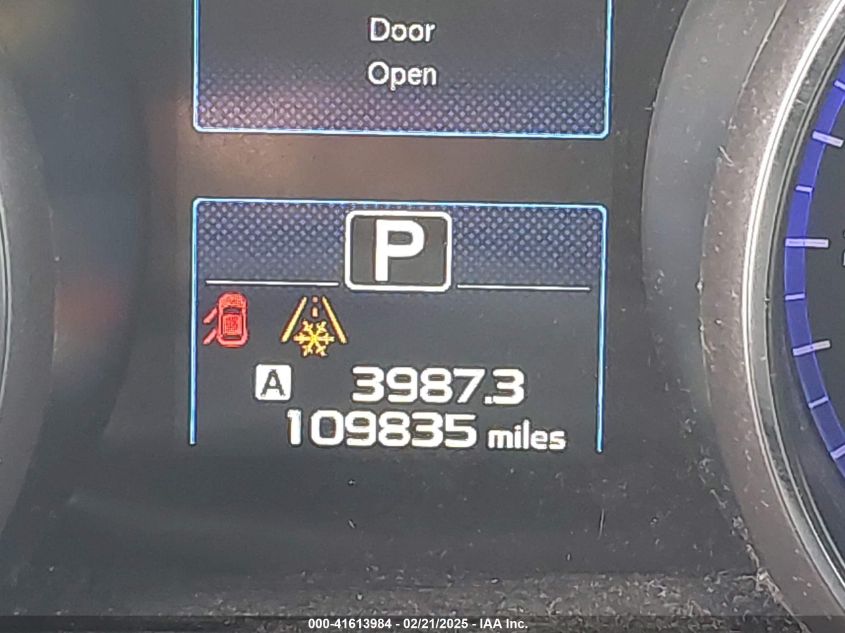 Door
Open
P
A 3987.3
109835 miles
000-41613984 - 02/21/2025 - IAA Inc.